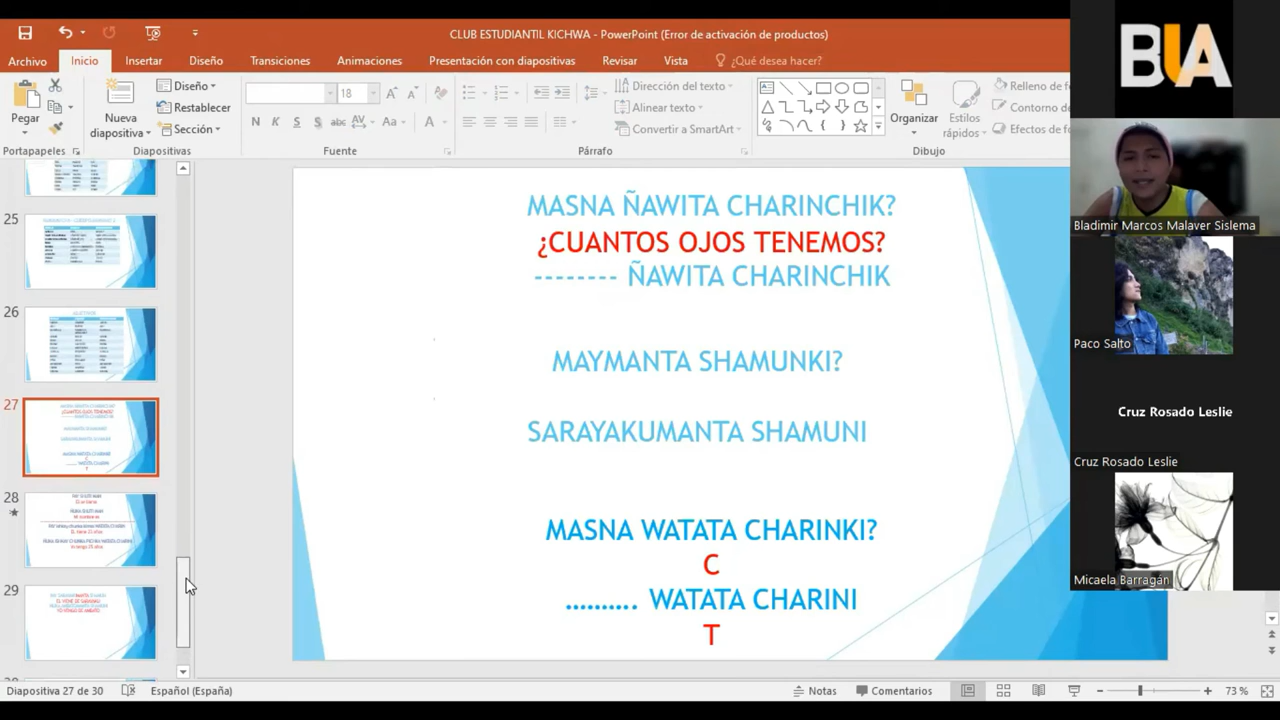 CLUB ESTUDIANTIL KICHWA - PowerPoint (Error de activación de productos)
Archivo Inicio Insertar Diseño Transiciones Animaciones Presentación con diapositivas Revisar Vista ¿Qué desea hacer?
Pegar
Portapapeles
Nueva diapositiva
Diseño
Restablecer
Sección
Diapositivas
18
N K S S abc AV Aa A
Fuente
Dirección del texto
Alinear texto
Convertir a SmartArt
Párrafo
Organizar
Estilos rápidos
Relleno de
Contorno de
Efectos de
Dibujo
25
26
27
28
29
MASNA ÑAWITA CHARINCHIK?
¿CUANTOS OJOS TENEMOS?
-------- ÑAWITA CHARINCHIK
MAYMANTA SHAMUNKI?
SARAYAKUMANTA SHAMUNI
MASNA WATATA CHARINKI?
C
.......... WATATA CHARINI
T
BUA
Bladimir Marcos Malaver Sislema
Paco Salto
Cruz Rosado Leslie
Cruz Rosado Leslie
Micaela Barragán
Diapositiva 27 de 30 Español (España) Notas Comentarios 73 %